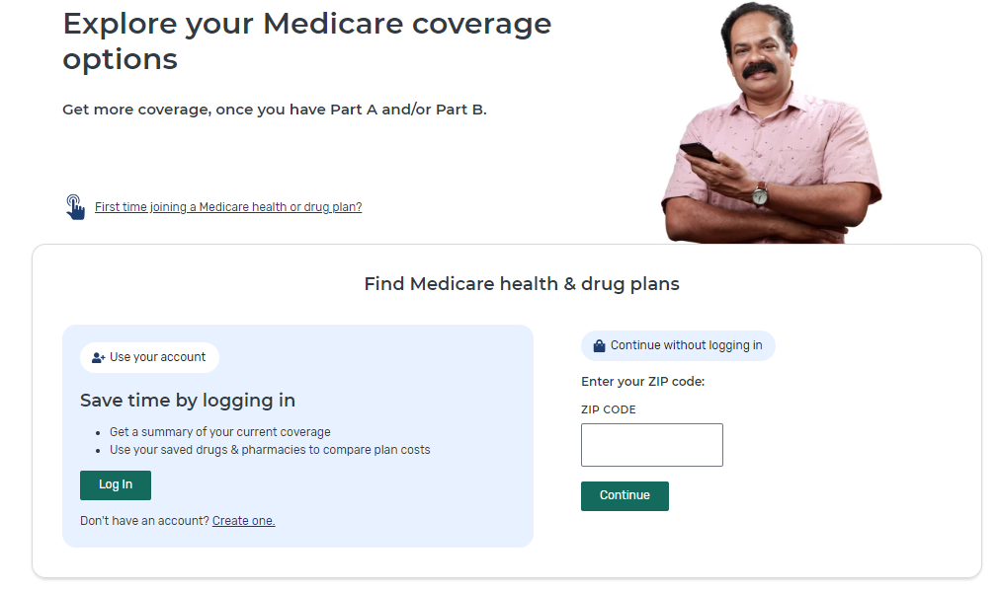 Explore your Medicare coverage
options
Get more coverage, once you have Part A and/or Part B.
First time joining a Medicare health or drug plan?
Find Medicare health & drug plans
Use your account
Save time by logging in
Get a summary of your current coverage
Use your saved drugs & pharmacies to compare plan costs
Log In
Don't have an account? Create one.
Continue without logging in
Enter your ZIP code:
ZIP CODE
Continue